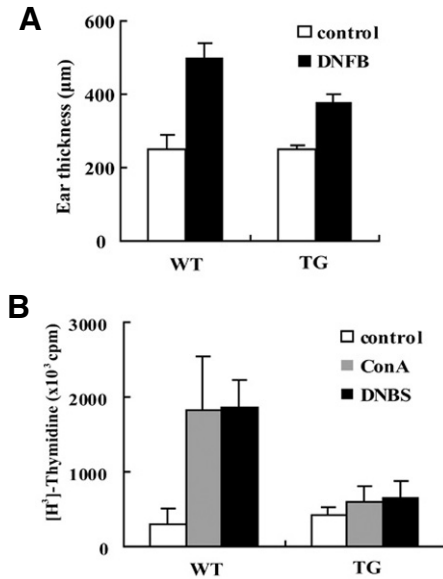 A
600
400
200
0
Ear thickness (µm)
control
DNFB
WT
TG
B
3000
2000
1000
0
[H³]-Thymidine (x10³ cpm)
control
ConA
DNBS
WT
TG